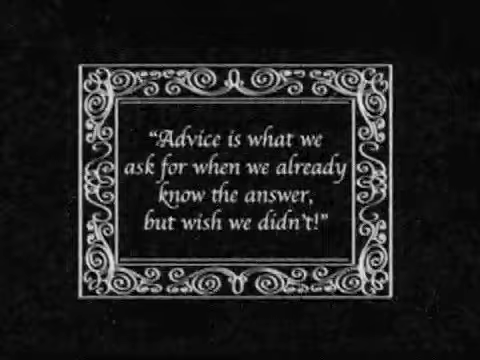 “Advice is what we
ask for when we already
know the answer,
but wish we didn't!”